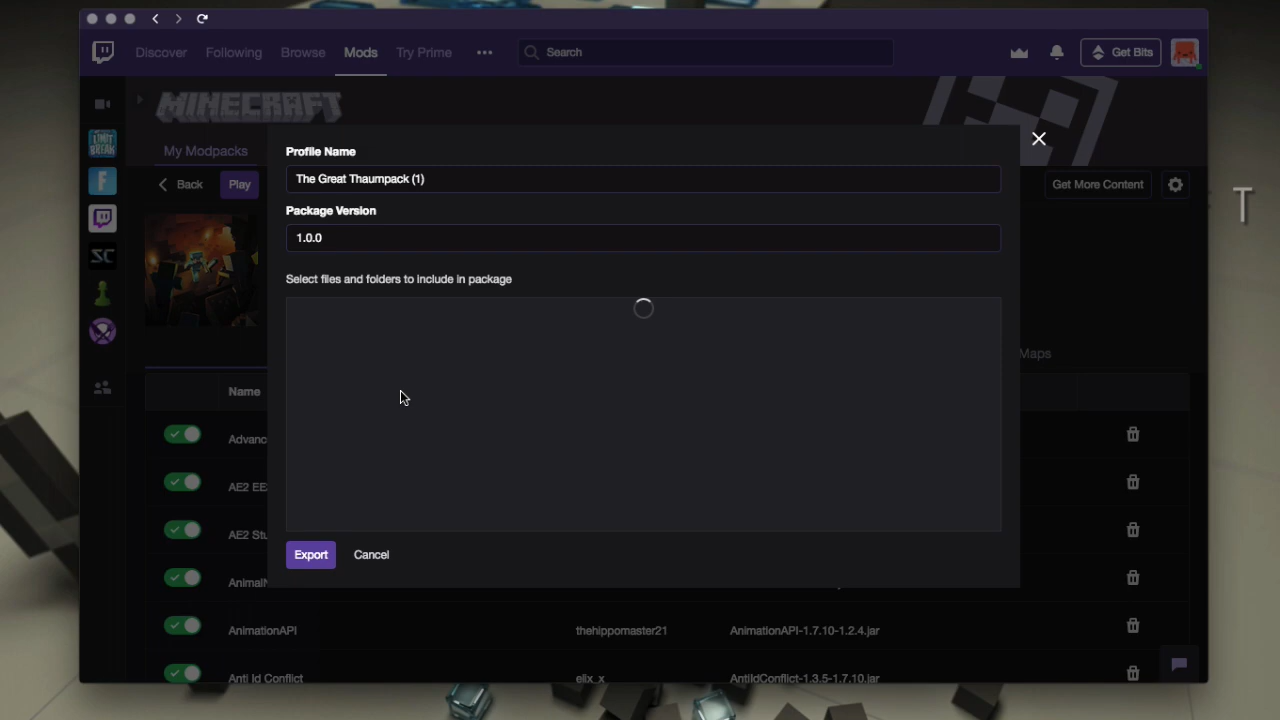 Discover Following Browse Mods Try Prime ••• Search Get Bits
MINECRAFT
LIMIT BREAK
My Modpacks
F
Back Play Get More Content
SC
T
Profile Name
The Great Thaumpack (1)
Package Version
1.0.0
Select files and folders to include in package
Maps
Name
Advanc
AE2 EE
AE2 Stu
Export Cancel
AnimationAPI thehippomaster21 AnimationAPI-1.7.10-1.2.4.jar
Anti Id Conflict elix_x AntiIdConflict-1.3.5-1.7.10.jar